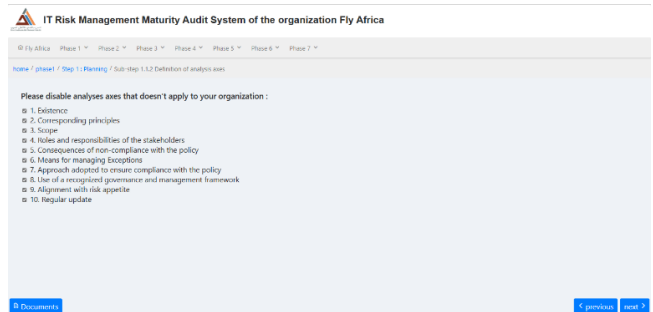 IT Risk Management Maturity Audit System of the organization Fly Africa
Fly Africa Phase 1 Phase 2 Phase 3 Phase 4 Phase 5 Phase 6 Phase 7
home / phase1 / Step 1 : Planning / Sub-step 1.1.2 Definition of analysis axes
Please disable analyses axes that doesn't apply to your organization :
1. Existence
2. Corresponding principles
3. Scope
4. Roles and responsibilities of the stakeholders
5. Consequences of non-compliance with the policy
6. Means for managing Exceptions
7. Approach adopted to ensure compliance with the policy
8. Use of a recognized governance and management framework
9. Alignment with risk appetite
10. Regular update
Documents
previous next